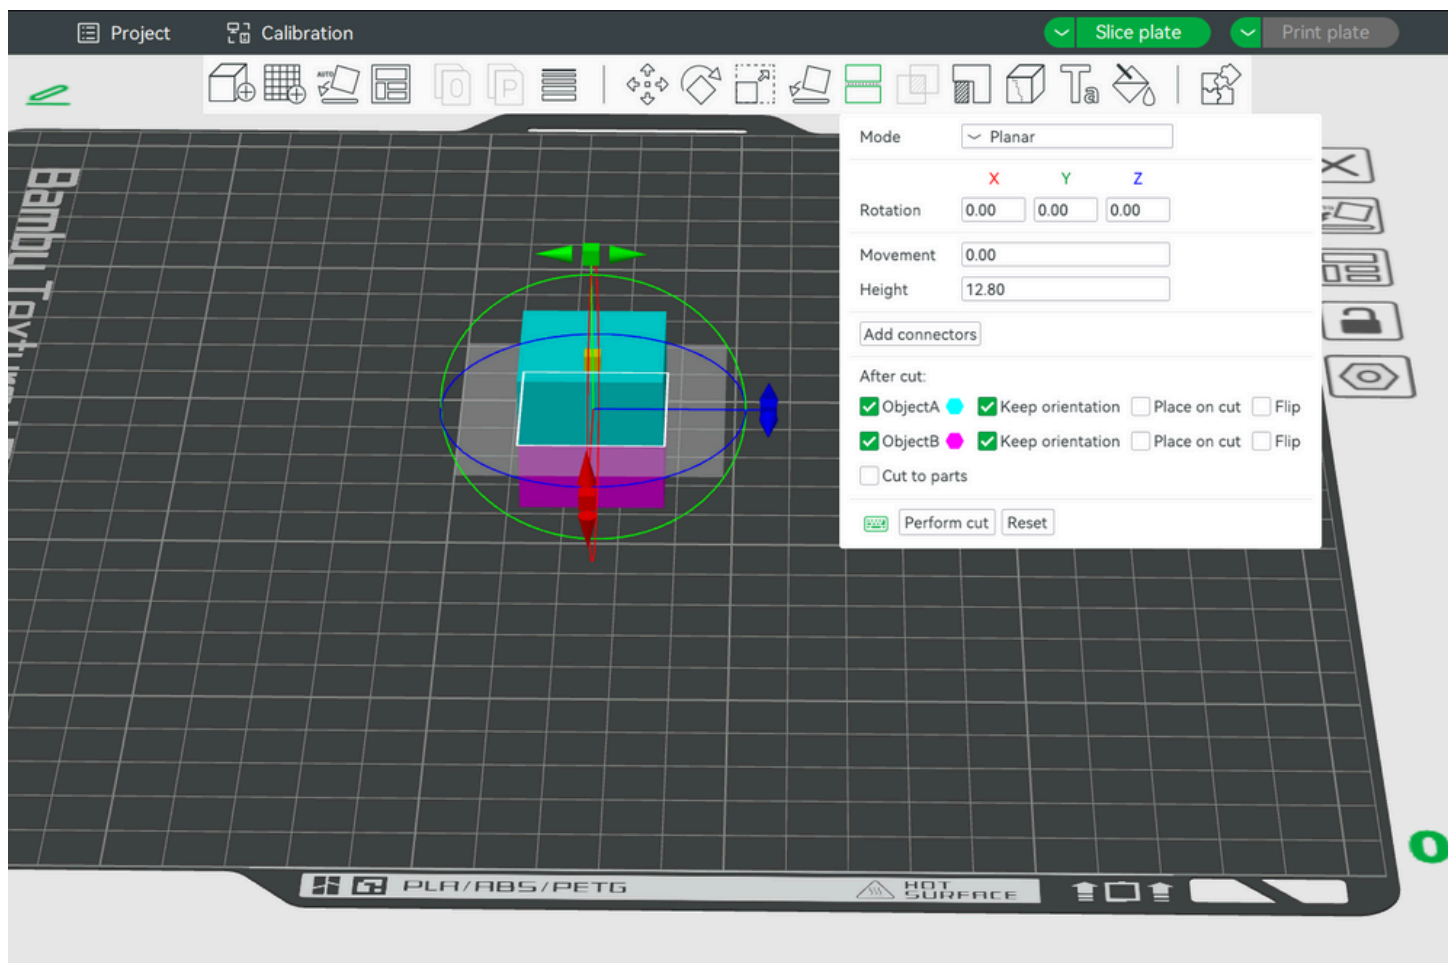 Project
Calibration
Slice plate
Print plate
Mode Planar
X Y Z
Rotation 0.00 0.00 0.00
Movement 0.00
Height 12.80
Add connectors
After cut:
ObjectA Keep orientation Place on cut Flip
ObjectB Keep orientation Place on cut Flip
Cut to parts
Perform cut Reset
Bambu Textured
PLA/ABS/PETG
HOT
SURFACE